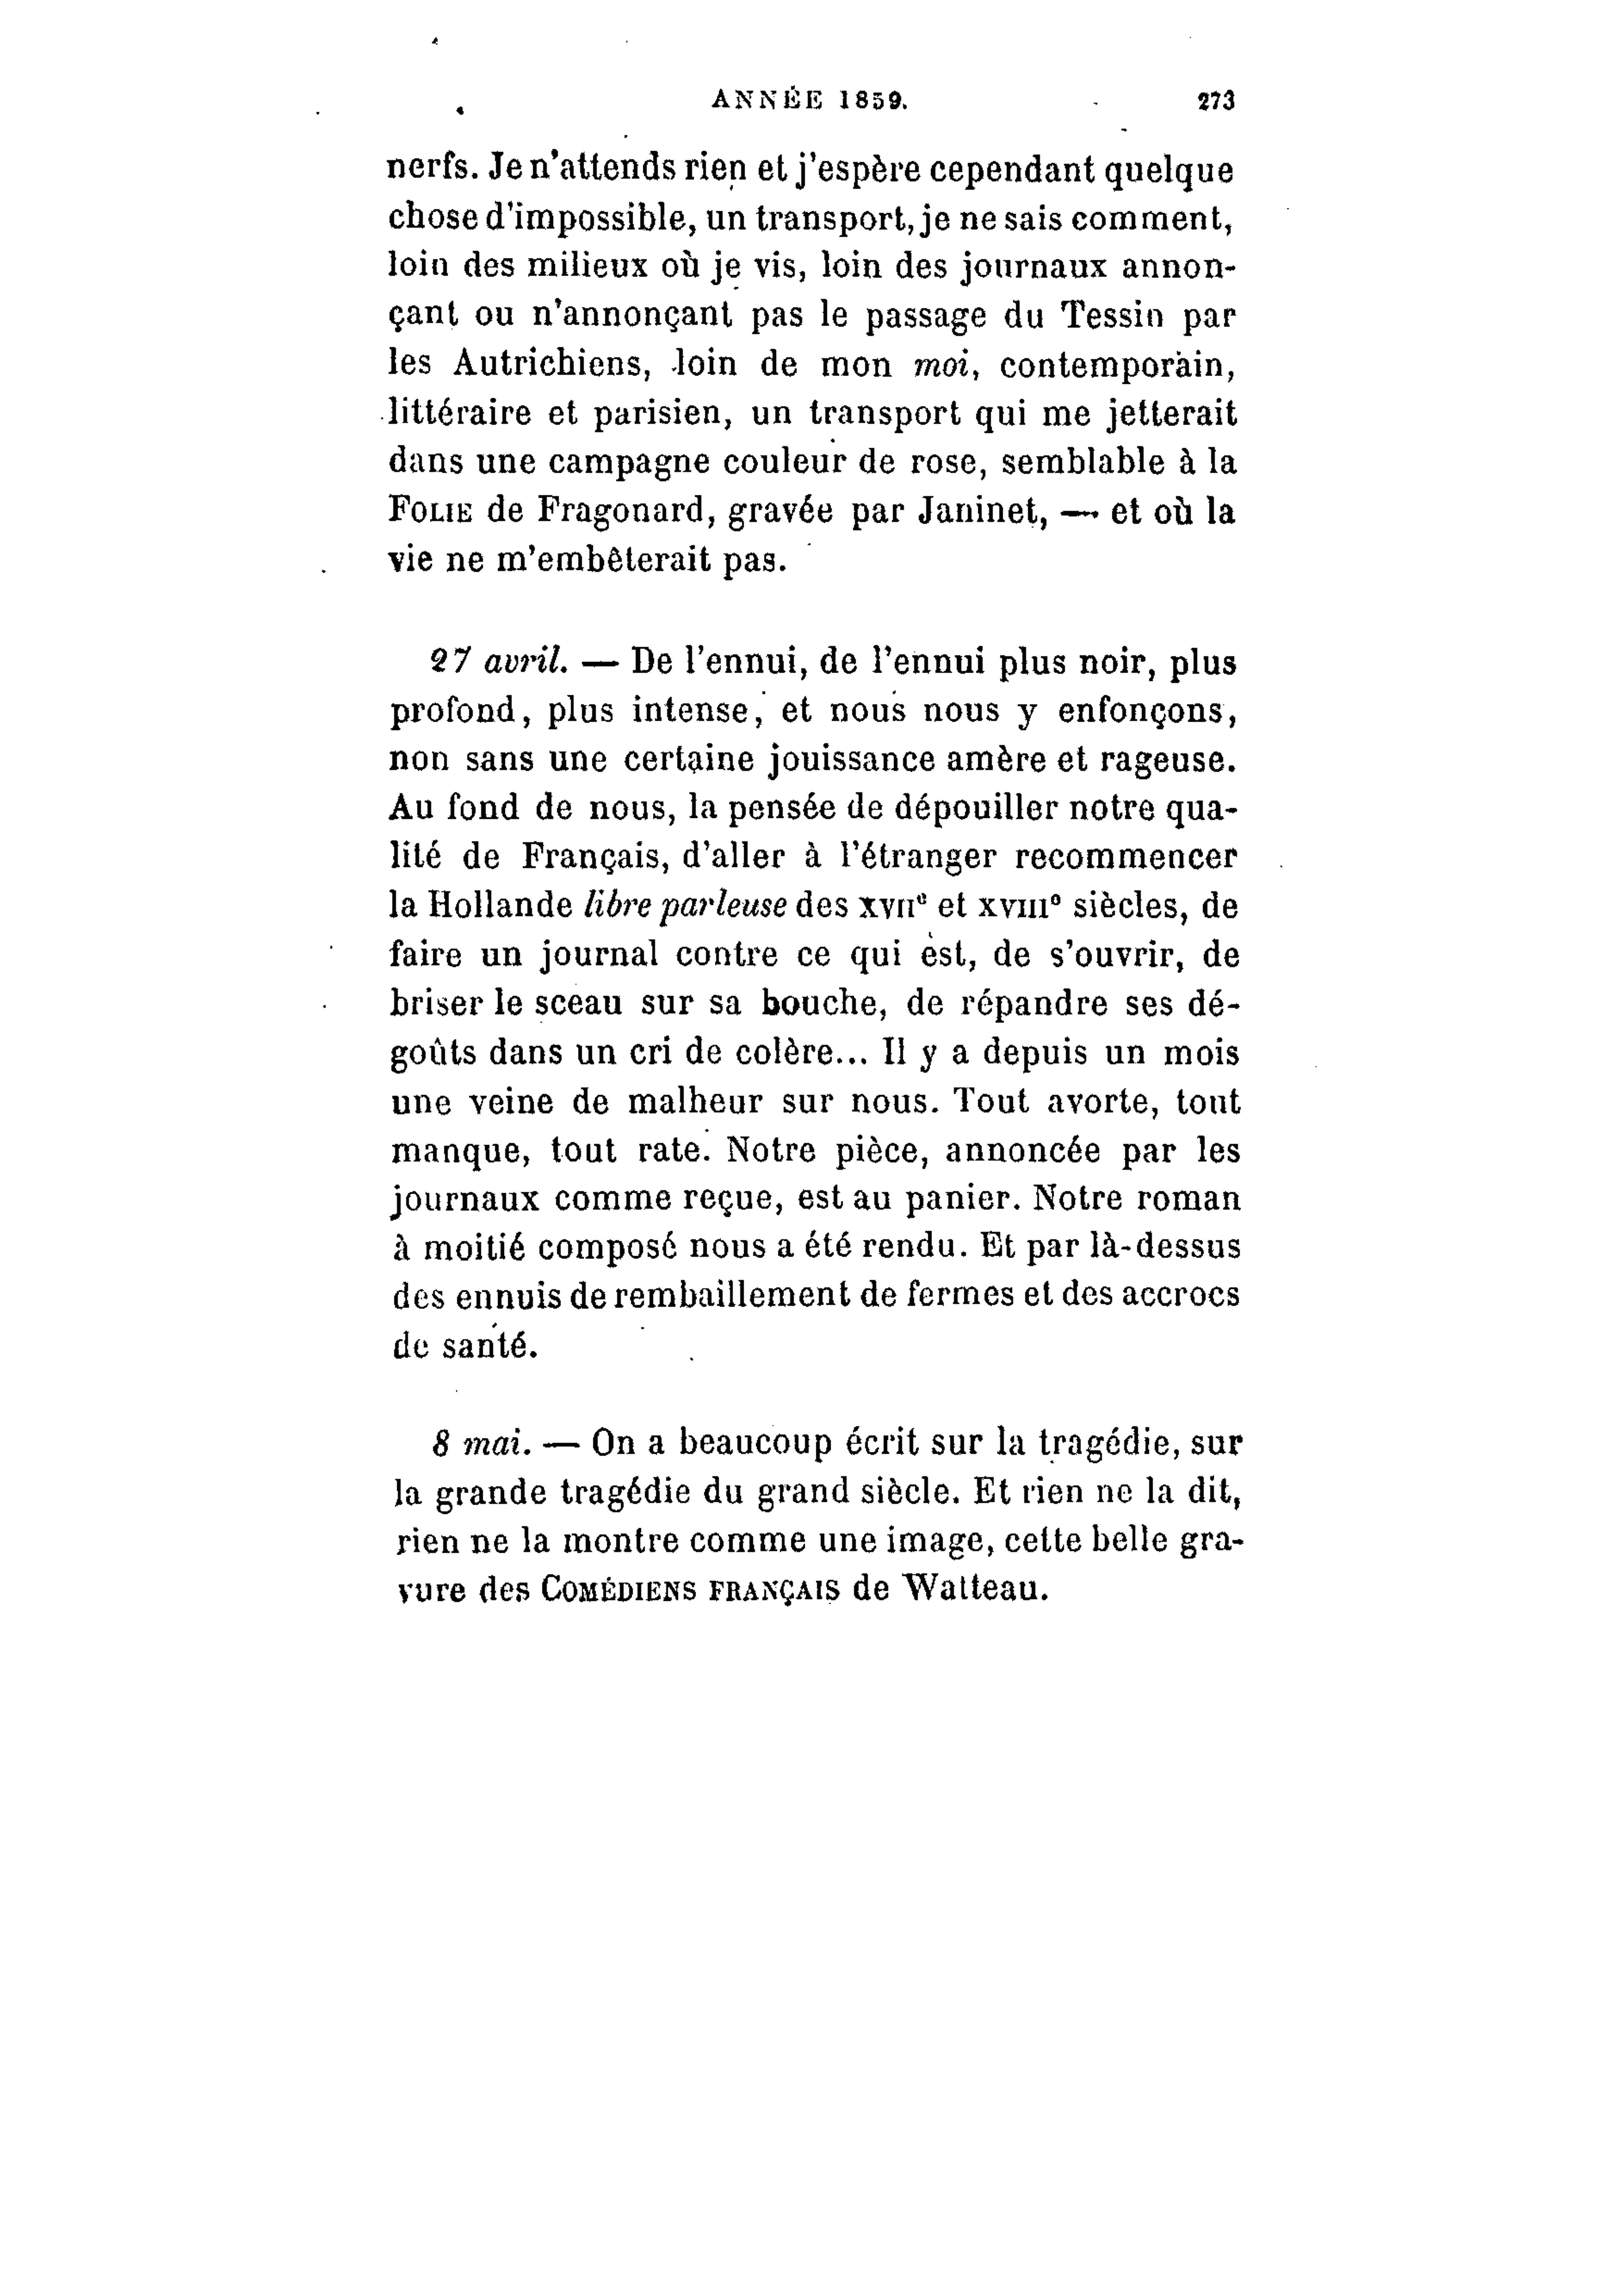 ANNÉE 1859. 273
nerfs. Je n'attends rien et j'espère cependant quelque
chose d'impossible, un transport, je ne sais comment,
loin des milieux où je vis, loin des journaux annon-
çant ou n'annonçant pas le passage du Tessin par
les Autrichiens, loin de mon moi, contemporain,
littéraire et parisien, un transport qui me jetterait
dans une campagne couleur de rose, semblable à la
FOLIE de Fragonard, gravée par Janinet, — et où la
vie ne m'embêterait pas.
27 avril. — De l'ennui, de l'ennui plus noir, plus
profond, plus intense, et nous nous y enfonçons,
non sans une certaine jouissance amère et rageuse.
Au fond de nous, la pensée de dépouiller notre qua-
lité de Français, d'aller à l'étranger recommencer
la Hollande libre parleuse des XVIIe et XVIIIe siècles, de
faire un journal contre ce qui est, de s'ouvrir, de
briser le sceau sur sa bouche, de répandre ses dé-
goûts dans un cri de colère... Il y a depuis un mois
une veine de malheur sur nous. Tout avorte, tout
manque, tout rate. Notre pièce, annoncée par les
journaux comme reçue, est au panier. Notre roman
à moitié composé nous a été rendu. Et par là-dessus
des ennuis de rembaillement de fermes et des accrocs
de santé.
8 mai. — On a beaucoup écrit sur la tragédie, sur
la grande tragédie du grand siècle. Et rien ne la dit,
rien ne la montre comme une image, cette belle gra-
vure des COMÉDIENS FRANÇAIS de Watteau.